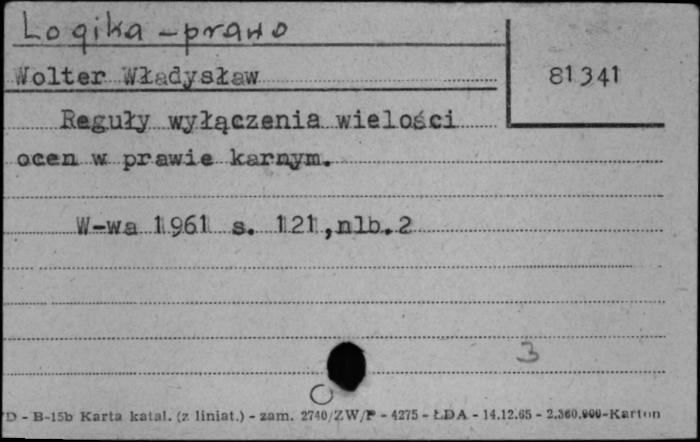 Logika - prawo
Wolter Władysław
81341
Reguły wyłączenia wielości
ocen w prawie karnym.
W-wa 1961 s. 121,nlb.2
3
D - B-15b Karta katal. (z liniat.) - zam. 2740/ZW/P - 4275 - ŁDA - 14.12.65 - 2.360.000-Karton